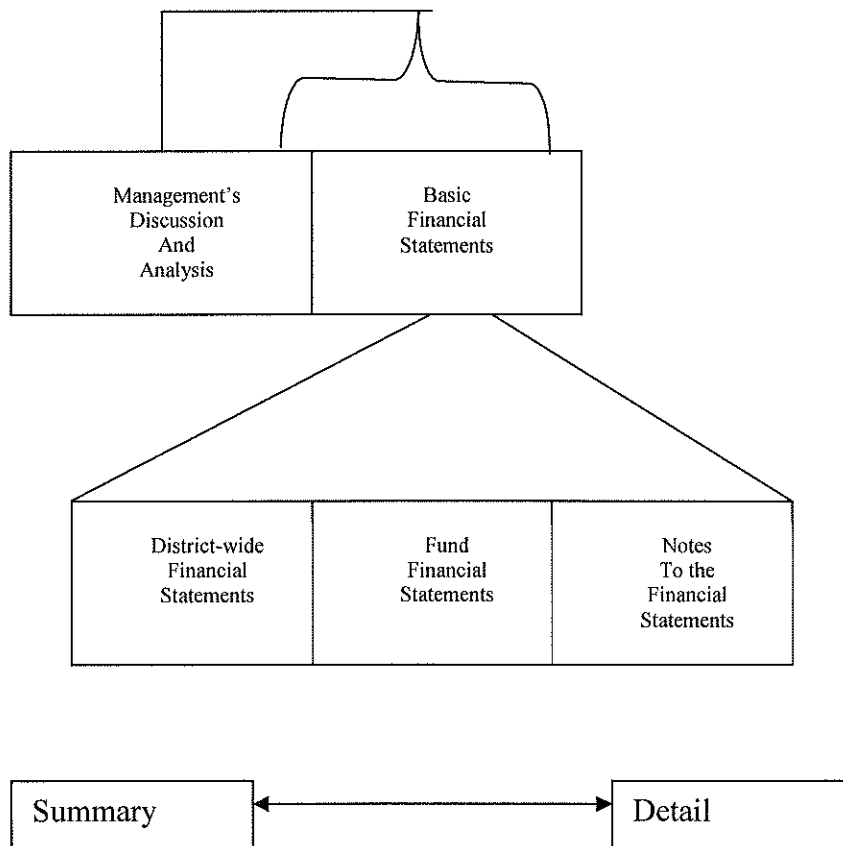 Management's
Discussion
And
Analysis
Basic
Financial
Statements
District-wide
Financial
Statements
Fund
Financial
Statements
Notes
To the
Financial
Statements
Summary
Detail